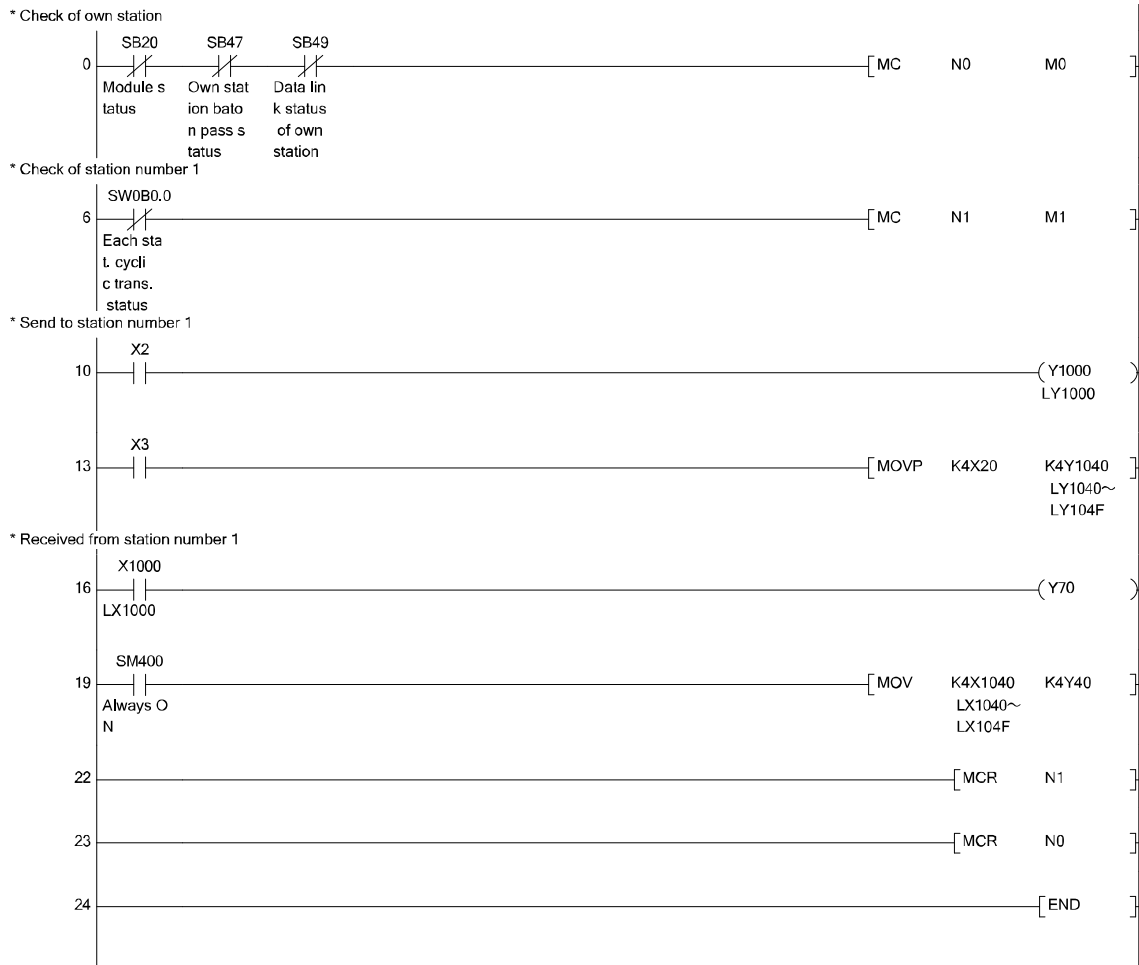 * Check of own station
SB20 SB47 SB49
0 MC N0 M0
Module s Own stat Data lin
tatus ion bato k status
n pass s of own
tatus station
* Check of station number 1
SW0B0.0
6 MC N1 M1
Each sta
t. cycli
c trans.
status
* Send to station number 1
X2
10 Y1000
LY1000
X3
13 MOVP K4X20 K4Y1040
LY1040～
LY104F
* Received from station number 1
X1000
16 Y70
LX1000
SM400
19 MOV K4X1040 K4Y40
Always O LX1040～
N LX104F
22 MCR N1
23 MCR N0
24 END